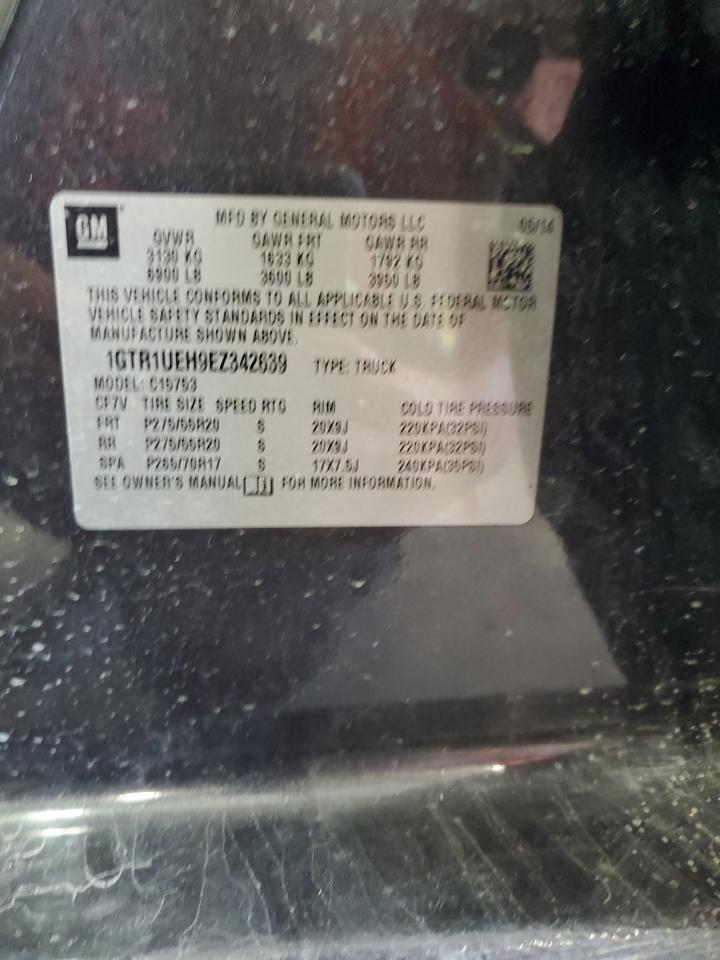 GM MFD BY GENERAL MOTORS LLC 05/14
GVWR GAWR FRT GAWR RR
3130 KG 1633 KG 1792 KG
6900 LB 3600 LB 3950 LB
THIS VEHICLE CONFORMS TO ALL APPLICABLE U.S. FEDERAL MOTOR
VEHICLE SAFETY STANDARDS IN EFFECT ON THE DATE OF
MANUFACTURE SHOWN ABOVE.
1GTR1UEH9EZ342639 TYPE: TRUCK
MODEL: C15753
CF7V TIRE SIZE SPEED RTG RIM COLD TIRE PRESSURE
FRT P275/55R20 S 20X9J 220KPA(32PSI)
RR P275/55R20 S 20X9J 220KPA(32PSI)
SPA P265/70R17 S 17X7.5J 240KPA(35PSI)
SEE OWNER'S MANUAL FOR MORE INFORMATION.